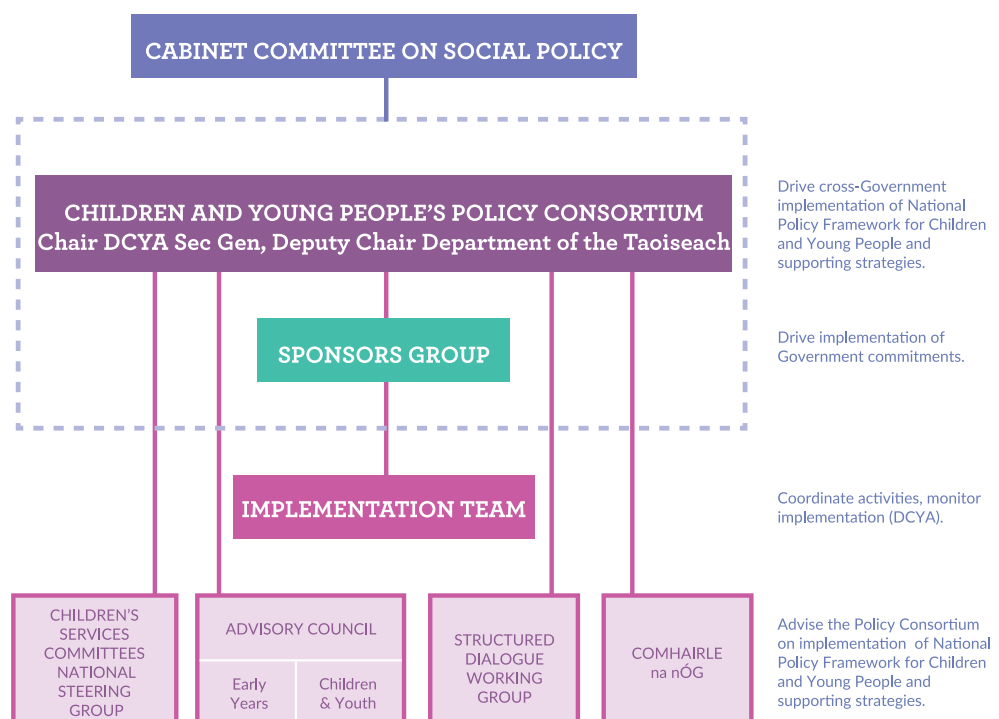 CABINET COMMITTEE ON SOCIAL POLICY
CHILDREN AND YOUNG PEOPLE'S POLICY CONSORTIUM
Chair DCYA Sec Gen, Deputy Chair Department of the Taoiseach
Drive cross-Government
implementation of National
Policy Framework for Children
and Young People and
supporting strategies.
SPONSORS GROUP
Drive implementation of
Government commitments.
IMPLEMENTATION TEAM
Coordinate activities, monitor
implementation (DCYA).
CHILDREN'S
SERVICES
COMMITTEES
NATIONAL
STEERING
GROUP
ADVISORY COUNCIL
Early
Years
Children
& Youth
STRUCTURED
DIALOGUE
WORKING
GROUP
COMHAIRLE
na nÓG
Advise the Policy Consortium
on implementation of National
Policy Framework for Children
and Young People and
supporting strategies.